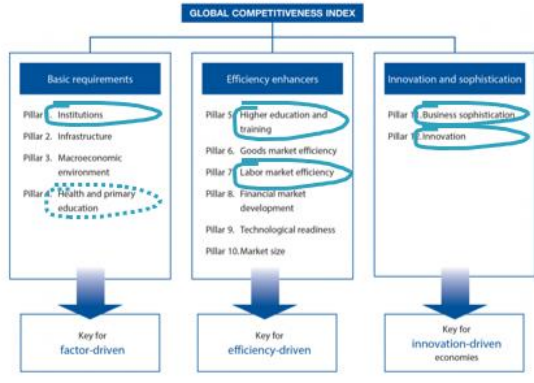 GLOBAL COMPETITIVENESS INDEX
Basic requirements
Pillar 1. Institutions
Pillar 2. Infrastructure
Pillar 3. Macroeconomic
environment
Pillar 4. Health and primary
education
Key for
factor-driven
Efficiency enhancers
Pillar 5. Higher education and
training
Pillar 6. Goods market efficiency
Pillar 7. Labor market efficiency
Pillar 8. Financial market
development
Pillar 9. Technological readiness
Pillar 10. Market size
Key for
efficiency-driven
Innovation and sophistication
Pillar 11. Business sophistication
Pillar 12. Innovation
Key for
innovation-driven
economies